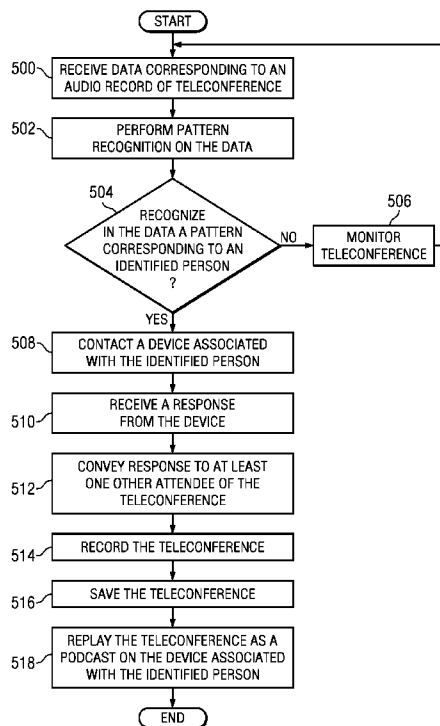 START
500
RECEIVE DATA CORRESPONDING TO AN
AUDIO RECORD OF TELECONFERENCE
502
PERFORM PATTERN
RECOGNITION ON THE DATA
504
RECOGNIZE
IN THE DATA A PATTERN
CORRESPONDING TO AN
IDENTIFIED PERSON
?
NO
506
MONITOR
TELECONFERENCE
YES
508
CONTACT A DEVICE ASSOCIATED
WITH THE IDENTIFIED PERSON
510
RECEIVE A RESPONSE
FROM THE DEVICE
512
CONVEY RESPONSE TO AT LEAST
ONE OTHER ATTENDEE OF THE
TELECONFERENCE
514
RECORD THE TELECONFERENCE
516
SAVE THE TELECONFERENCE
518
REPLAY THE TELECONFERENCE AS A
PODCAST ON THE DEVICE ASSOCIATED
WITH THE IDENTIFIED PERSON
END